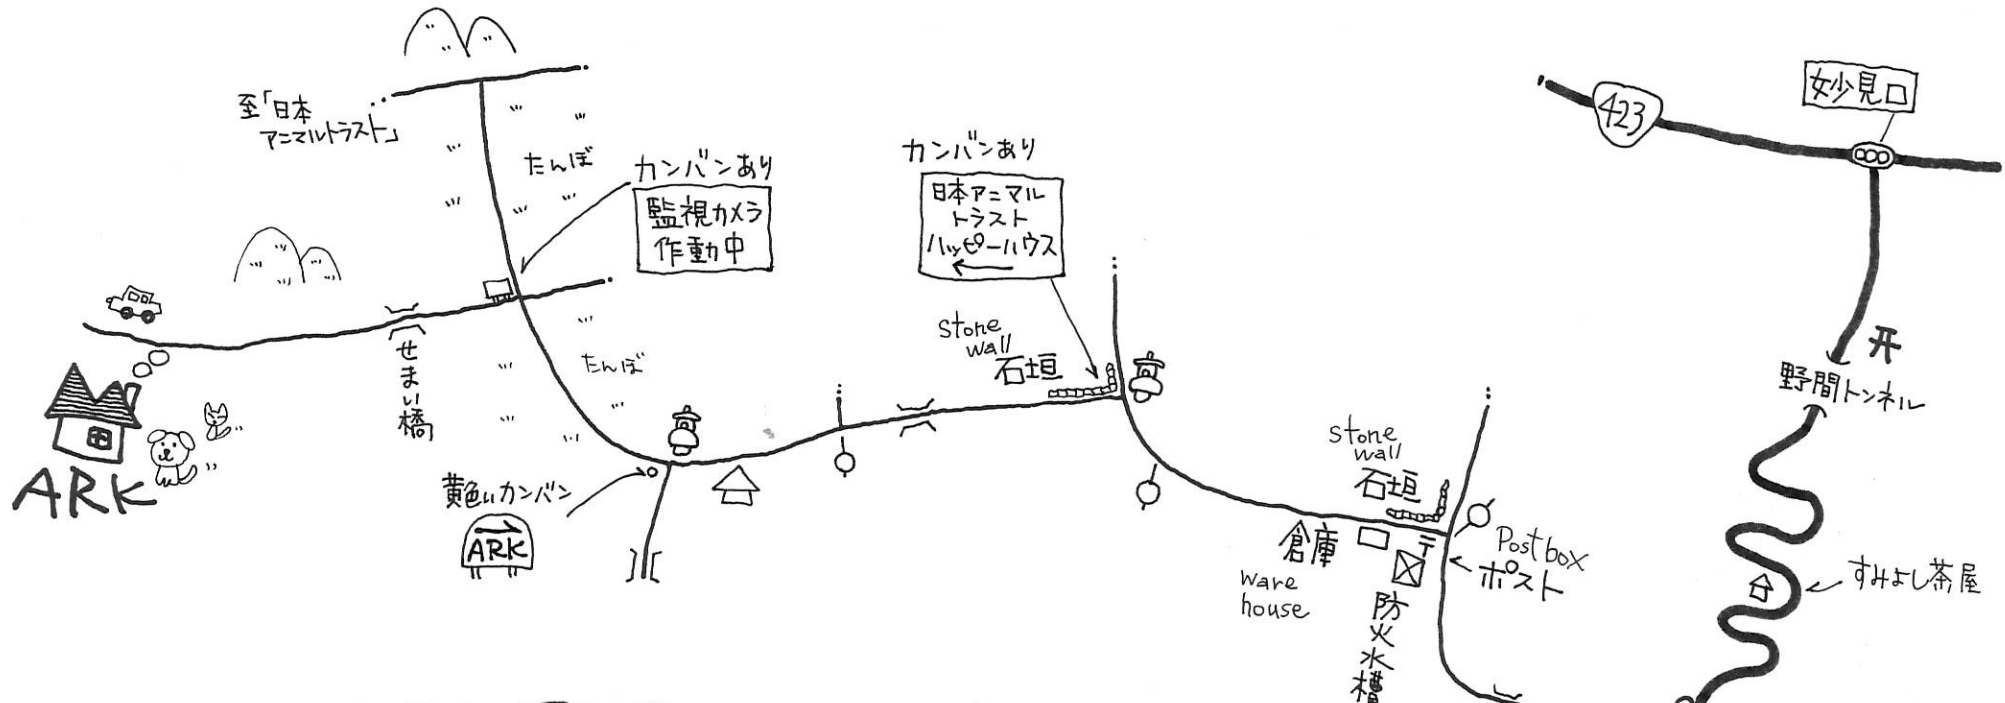 至「日本
アニマルトラスト」
たんぼ
カンバンあり
監視カメラ
作動中
カンバンあり
日本アニマル
トラスト
ハッピーハウス
←
423
妙見口
せまい橋
たんぼ
stone
wall
石垣
野間トンネル
ARK
黄色いカンバン
→
ARK
stone
wall
石垣
倉庫
ware
house
〒
Postbox
ポスト
防火水槽
すみよし茶屋